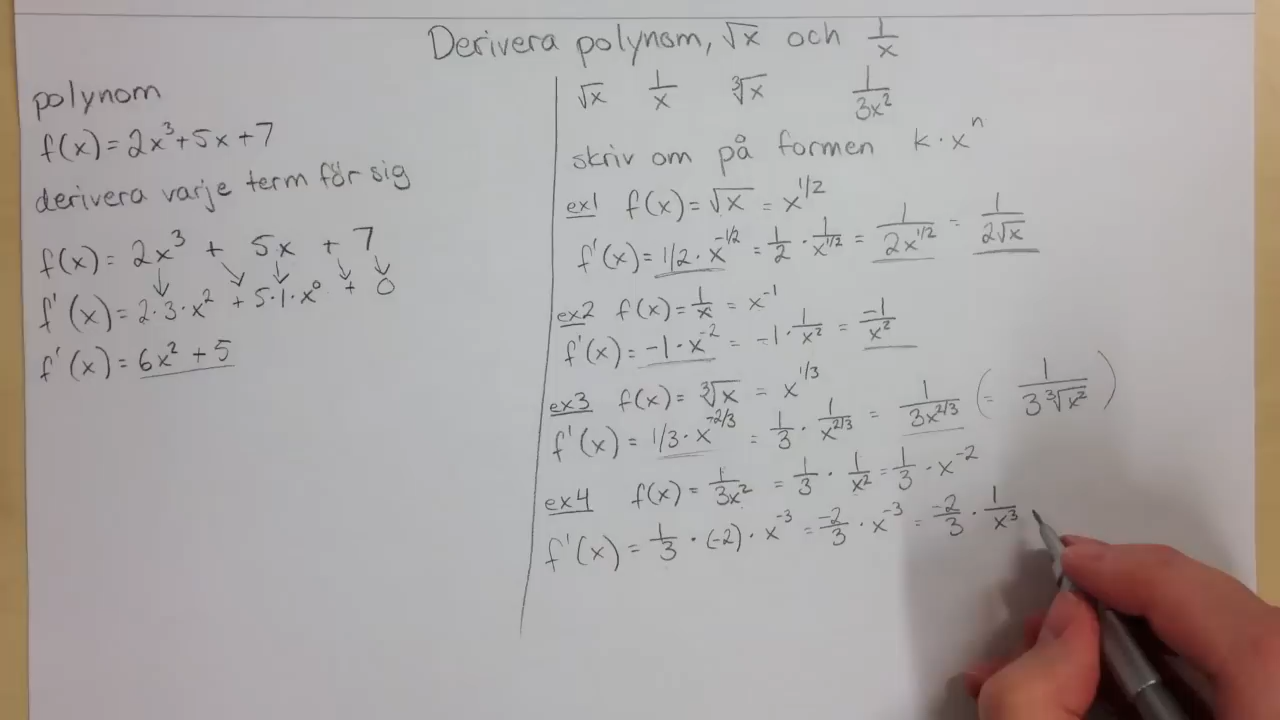 Derivera polynom, √x och 1/x
polynom
f(x) = 2x³+5x+7
derivera varje term för sig
f(x) = 2x³ + 5x + 7
f'(x) = 2·3·x² + 5·1·x⁰ + 0
f'(x) = 6x² + 5
√x 1/x ∛x 1/(3x²)
skriv om på formen k·xⁿ
ex1 f(x) = √x = x^(1/2)
f'(x) = 1/2·x^(-1/2) = 1/2 · 1/x^(1/2) = 1/(2x^(1/2)) = 1/(2√x)
ex2 f(x) = 1/x = x⁻¹
f'(x) = -1·x⁻² = -1·1/x² = -1/x²
ex3 f(x) = ∛x = x^(1/3)
f'(x) = 1/3·x^(-2/3) = 1/3 · 1/x^(2/3) = 1/(3x^(2/3)) (= 1/(3∛x²))
ex4 f(x) = 1/(3x²) = 1/3 · 1/x² = 1/3 · x⁻²
f'(x) = 1/3 · (-2) · x⁻³ = -2/3 · x⁻³ = -2/3 · 1/x³